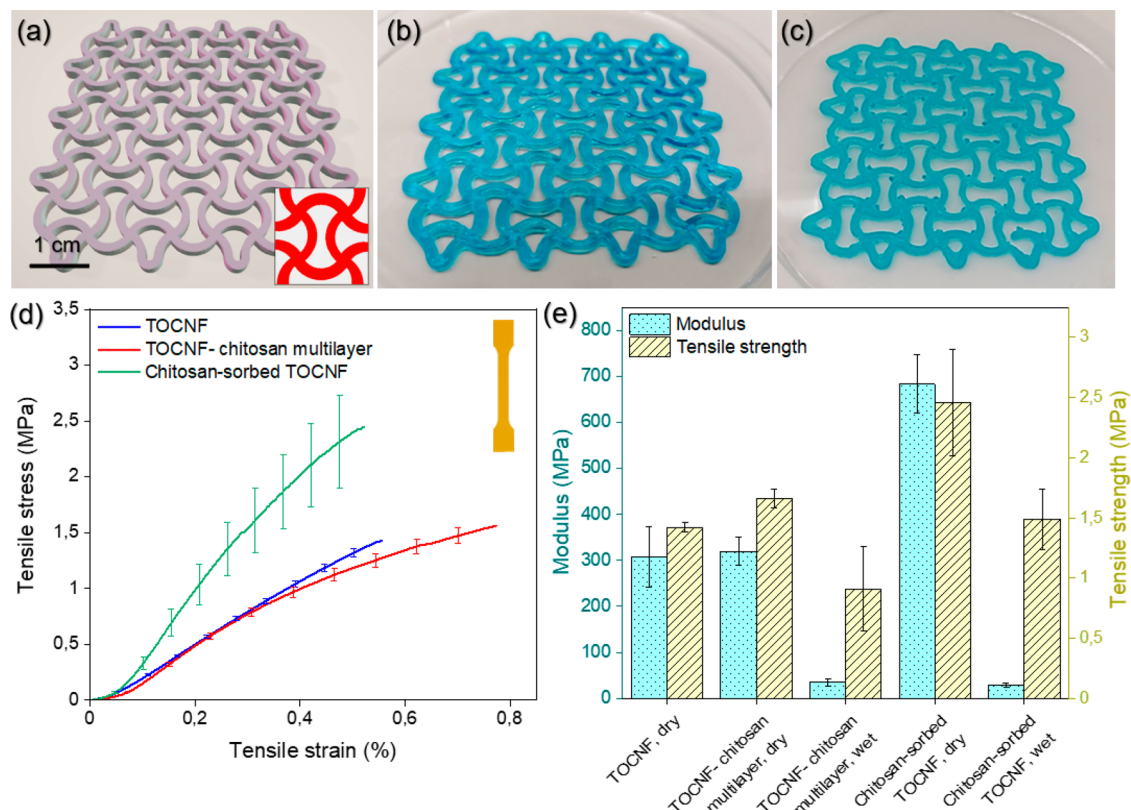 (a)
1 cm
(b)
(c)
(d)
3.5
3
2.5
2
1.5
1
0.5
0
Tensile stress (MPa)
TOCNF
TOCNF- chitosan multilayer
Chitosan-sorbed TOCNF
0
0,2
0,4
0,6
0,8
Tensile strain (%)
(e)
Modulus
Tensile strength
800
700
600
500
400
300
200
100
0
Modulus (MPa)
3
2,5
2
1,5
1
0,5
0
Tensile strength (MPa)
TOCNF, dry
TOCNF- chitosan
multilayer, dry
TOCNF- chitosan
multilayer, wet
Chitosan-sorbed
TOCNF, dry
Chitosan-sorbed
TOCNF, wet